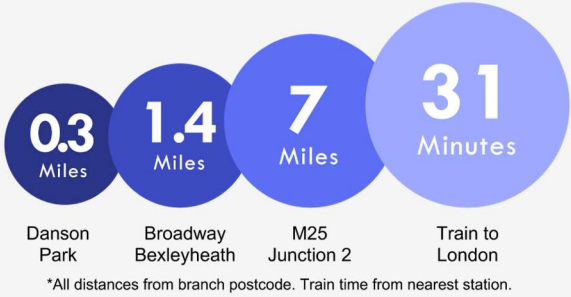 0.3
Miles
1.4
Miles
7
Miles
31
Minutes
Danson
Park
Broadway
Bexleyheath
M25
Junction 2
Train to
London
*All distances from branch postcode. Train time from nearest station.